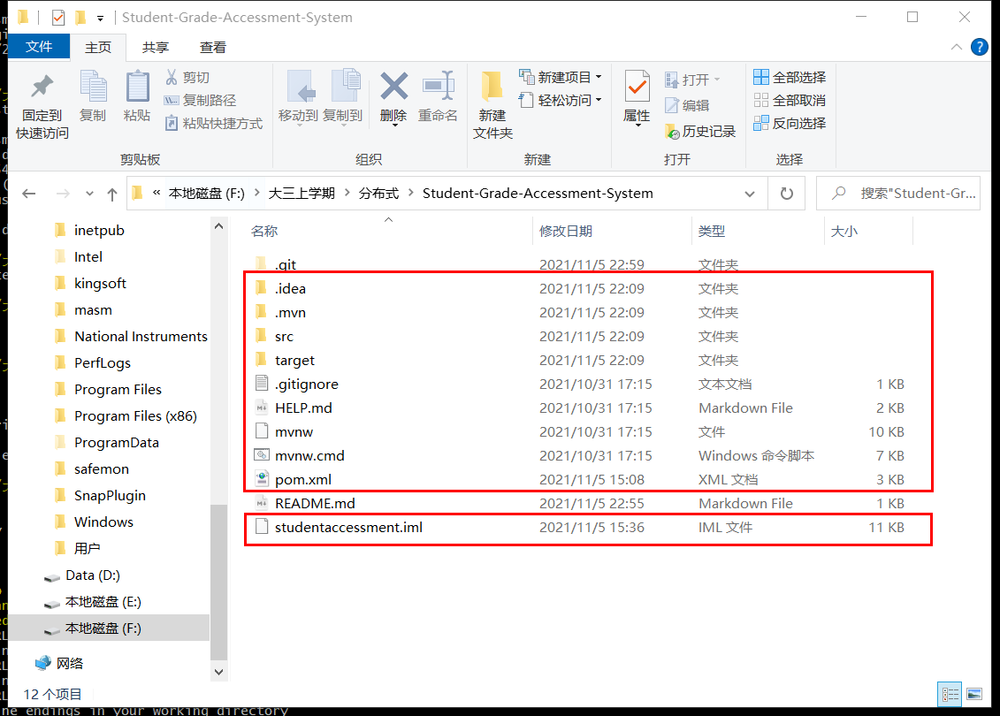 Student-Grade-Accessment-System
文件 主页 共享 查看
固定到快速访问
复制
粘贴
剪切
复制路径
粘贴快捷方式
剪贴板
移动到 复制到 删除 重命名
组织
新建文件夹
新建项目
轻松访问
新建
属性
打开
编辑
历史记录
打开
全部选择
全部取消
反向选择
选择
« 本地磁盘 (F:) > 大三上学期 > 分布式 > Student-Grade-Accessment-System
搜索"Student-Gr...
inetpub
Intel
kingsoft
masm
National Instruments
PerfLogs
Program Files
Program Files (x86)
ProgramData
safemon
SnapPlugin
Windows
用户
Data (D:)
本地磁盘 (E:)
本地磁盘 (F:)
网络
名称 修改日期 类型 大小
.git 2021/11/5 22:59 文件夹
.idea 2021/11/5 22:09 文件夹
.mvn 2021/11/5 22:09 文件夹
src 2021/11/5 22:09 文件夹
target 2021/11/5 22:09 文件夹
.gitignore 2021/10/31 17:15 文本文档 1 KB
HELP.md 2021/10/31 17:15 Markdown File 2 KB
mvnw 2021/10/31 17:15 文件 10 KB
mvnw.cmd 2021/10/31 17:15 Windows 命令脚本 7 KB
pom.xml 2021/11/5 15:08 XML 文档 3 KB
README.md 2021/11/5 22:55 Markdown File 1 KB
studentaccessment.iml 2021/11/5 15:36 IML 文件 11 KB
12 个项目
ne endings in your working directory